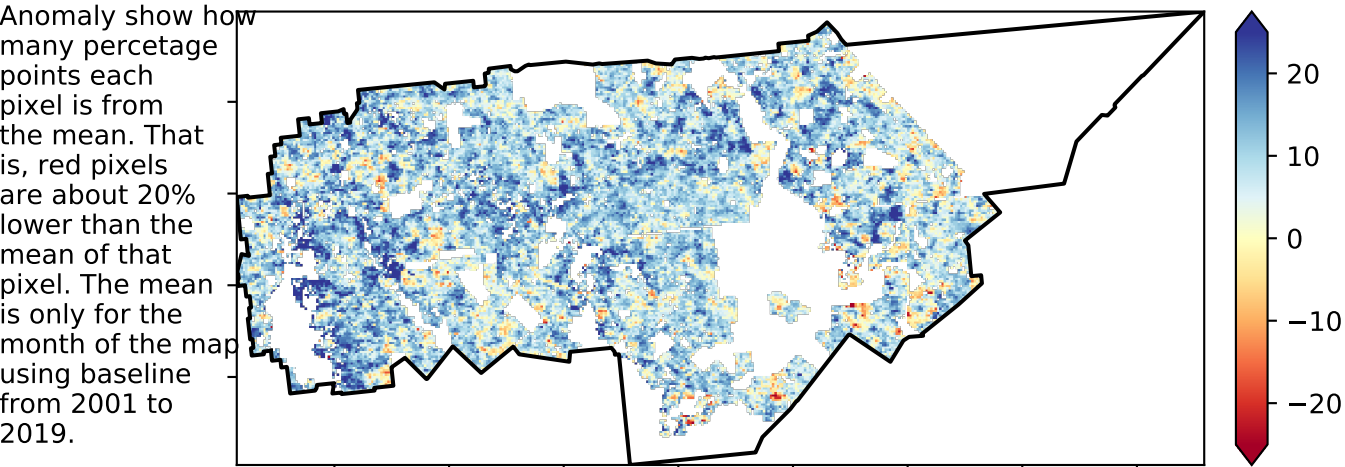 Anomaly show how
many percetage
points each
pixel is from
the mean. That
is, red pixels
are about 20%
lower than the
mean of that
pixel. The mean
is only for the
month of the map
using baseline
from 2001 to
2019.
20
10
0
−10
−20